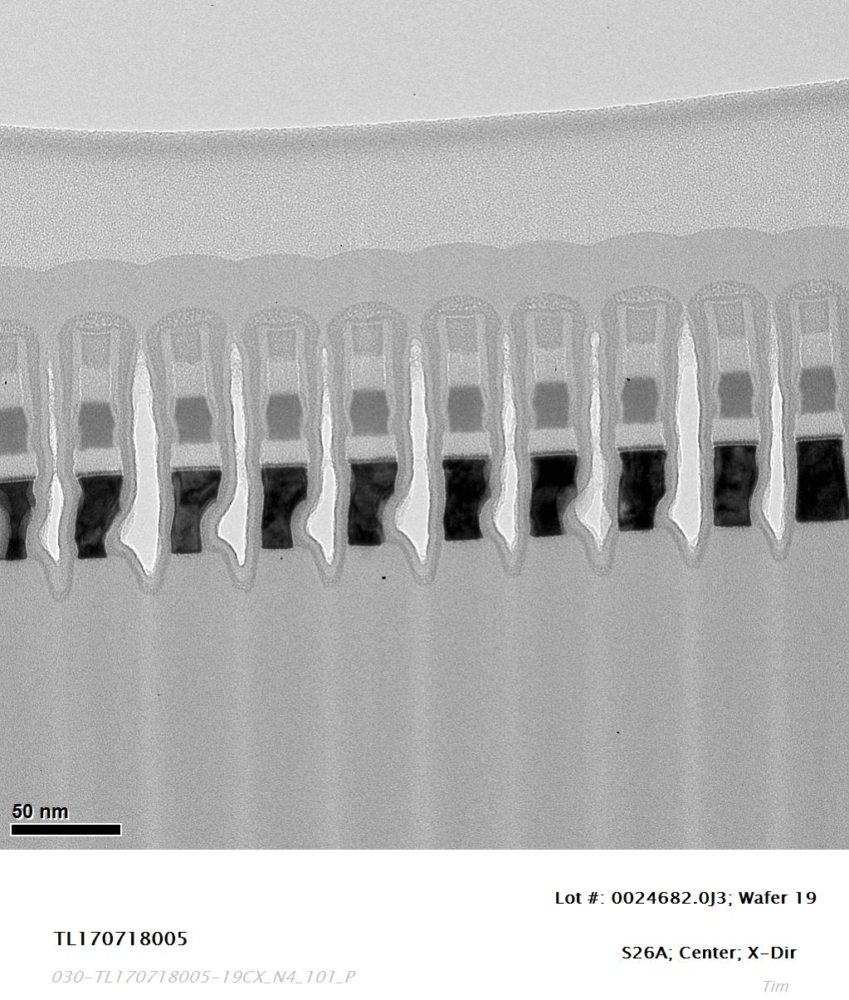 50 nm
Lot #: 0024682.0J3; Wafer 19
TL170718005
S26A; Center; X-Dir
030-TL170718005-19CX_N4_101_P
Tim